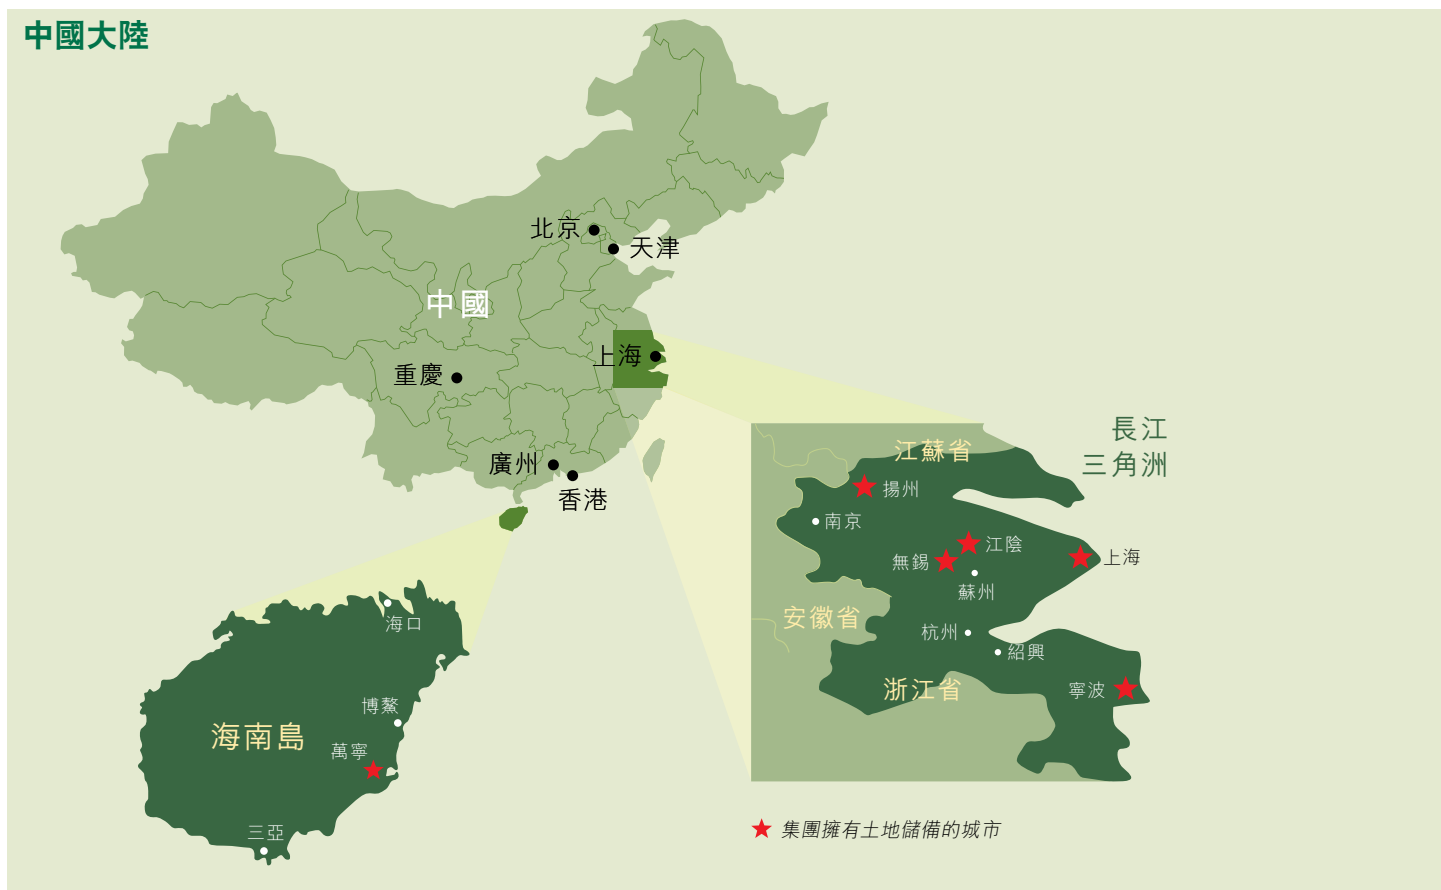 中國大陸
北京
天津
中國
上海
重慶
廣州
香港
長江
三角洲
江蘇省
揚州
南京
江陰
無錫
上海
蘇州
安徽省
杭州
紹興
浙江省
寧波
海口
博鰲
海南島
萬寧
三亞
集團擁有土地儲備的城市